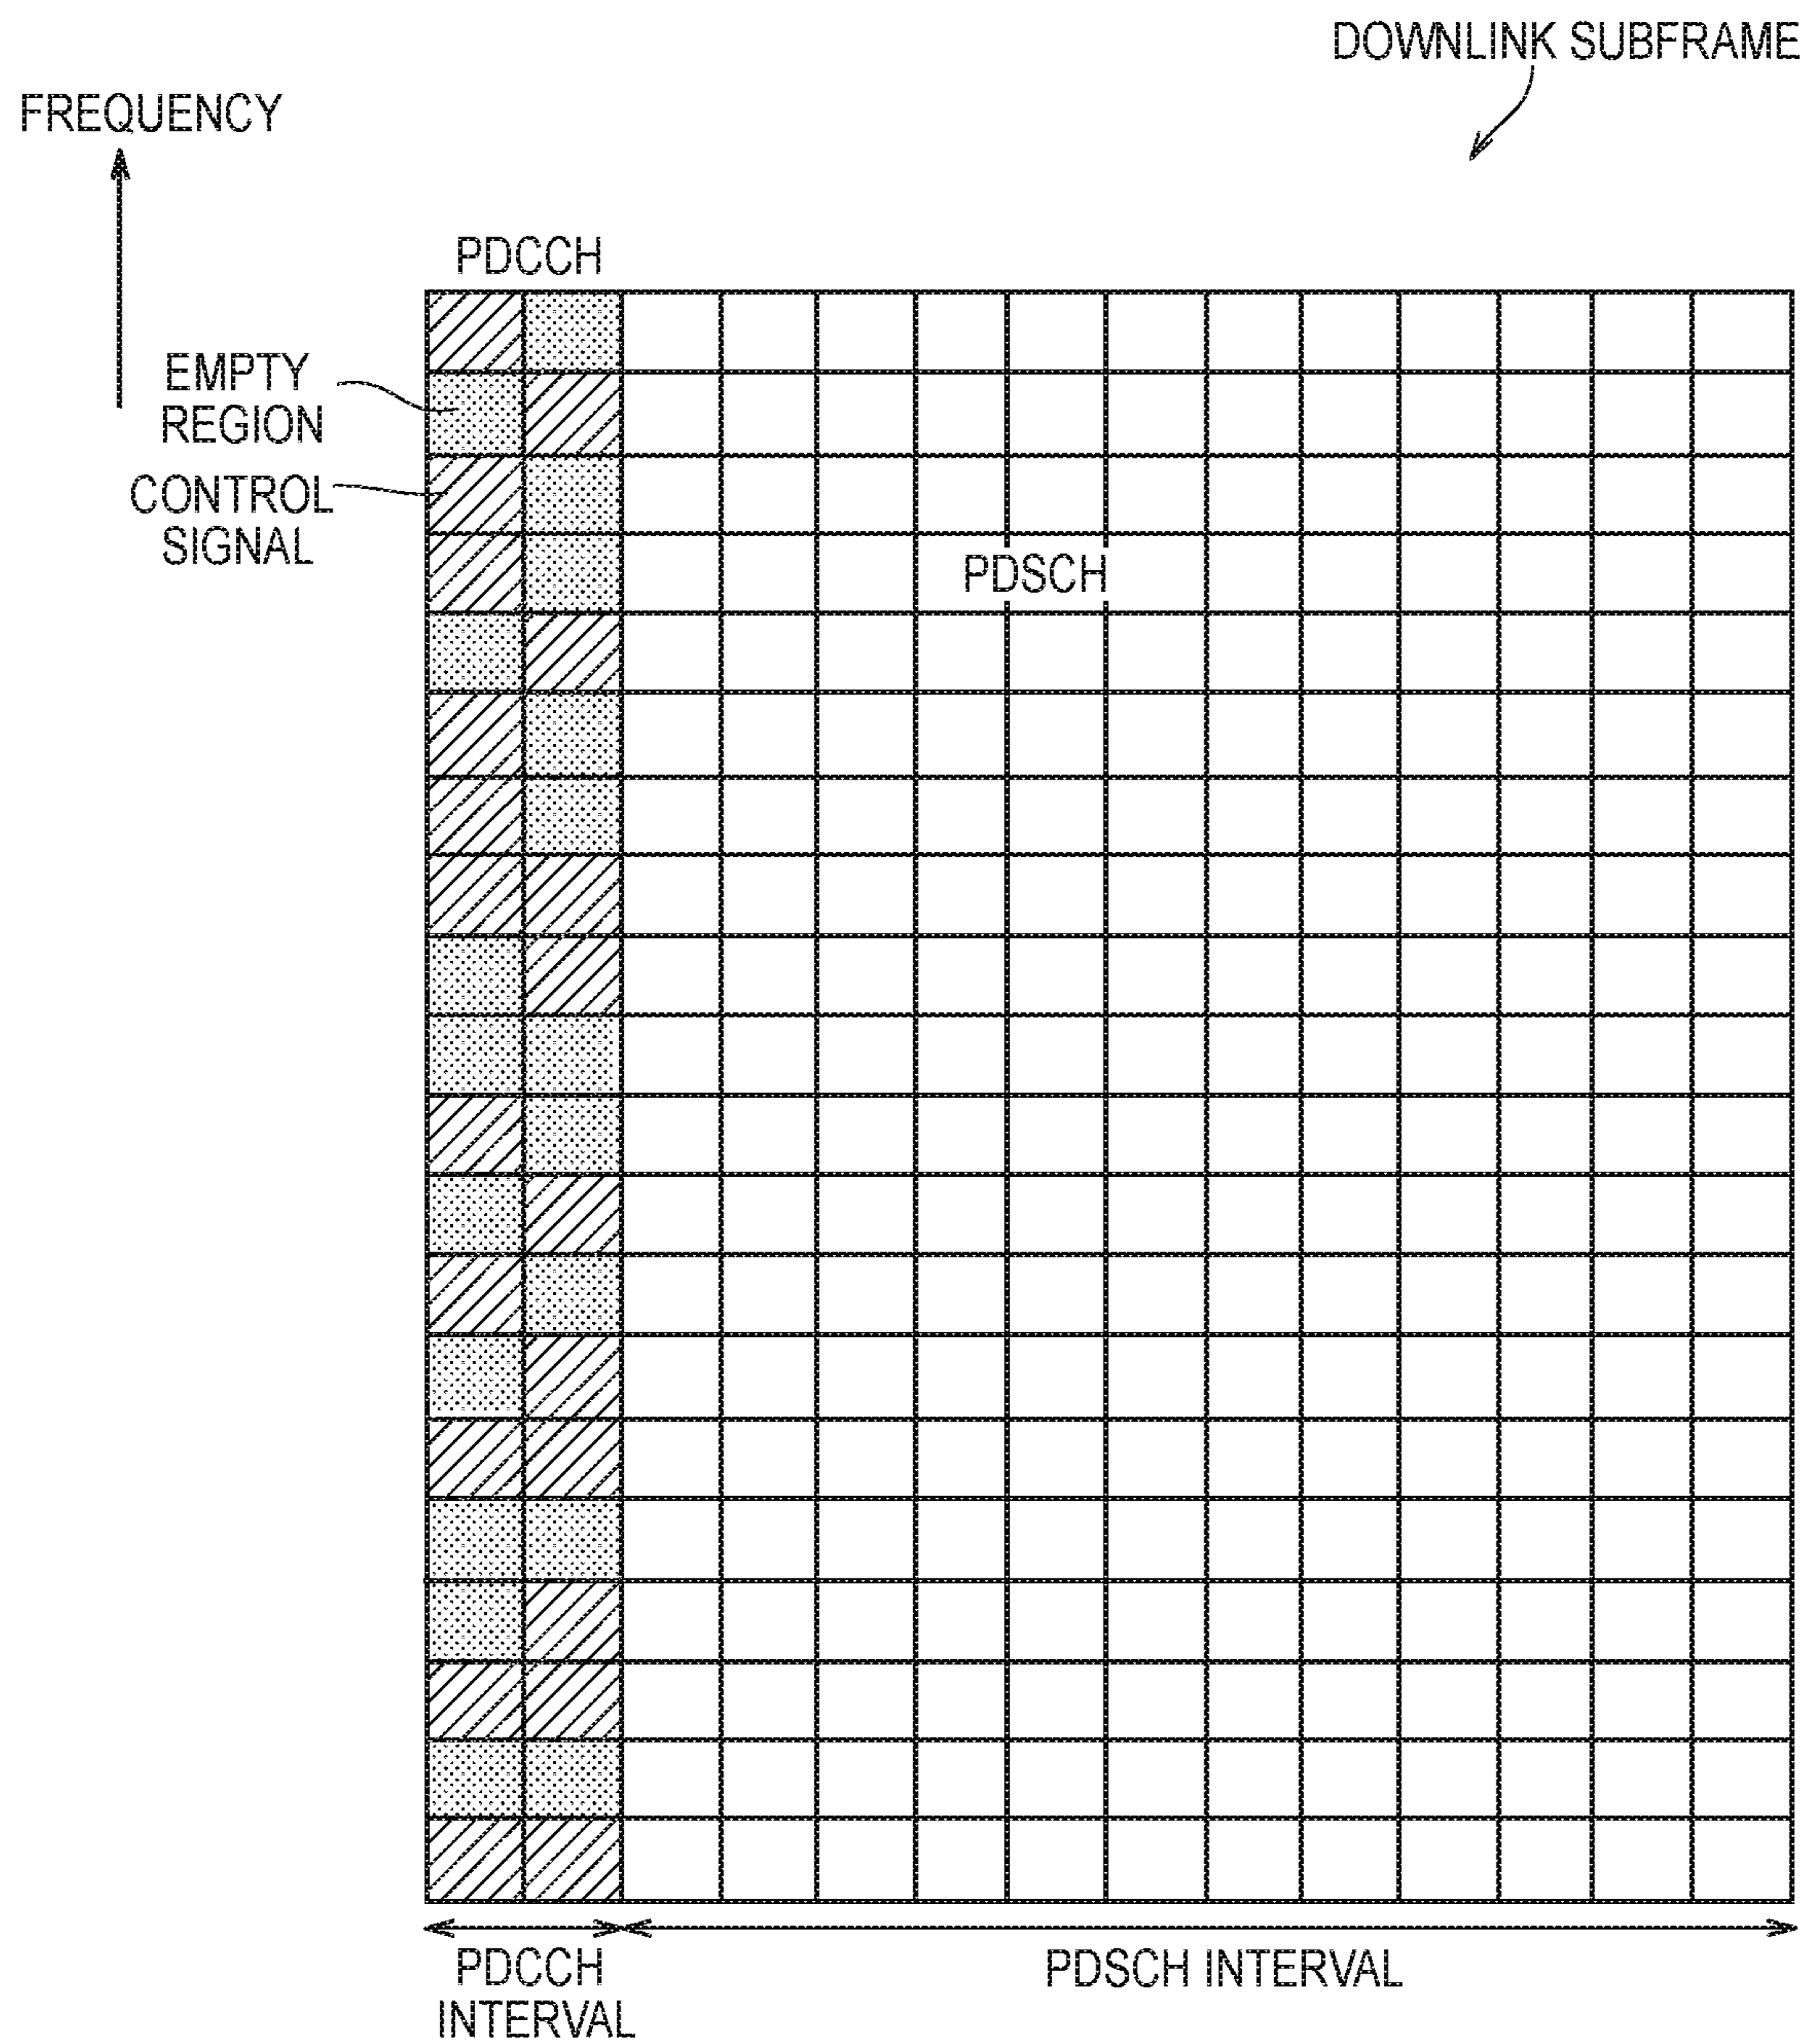 DOWNLINK SUBFRAME
FREQUENCY
PDCCH
EMPTY
REGION
CONTROL
SIGNAL
PDSCH
PDCCH
INTERVAL
PDSCH INTERVAL